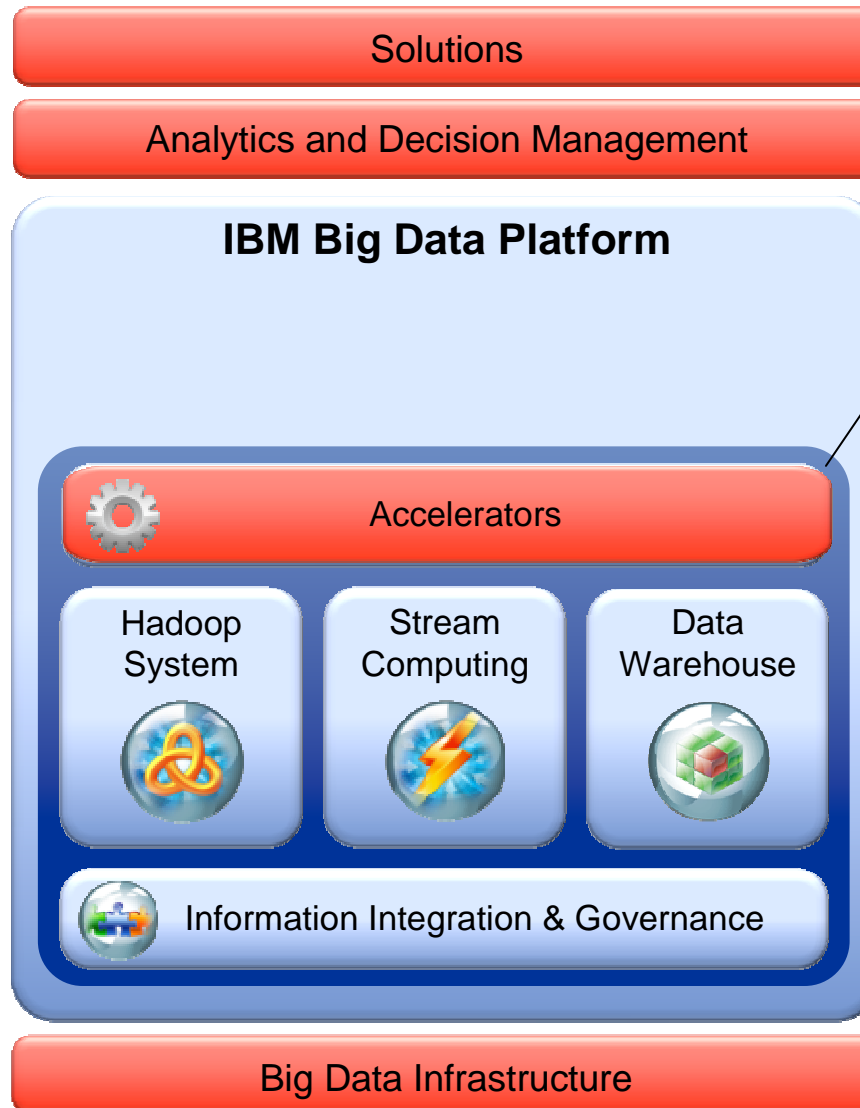 Solutions
Analytics and Decision Management
IBM Big Data Platform
Accelerators
Hadoop
System
Stream
Computing
Data
Warehouse
Information Integration & Governance
Big Data Infrastructure